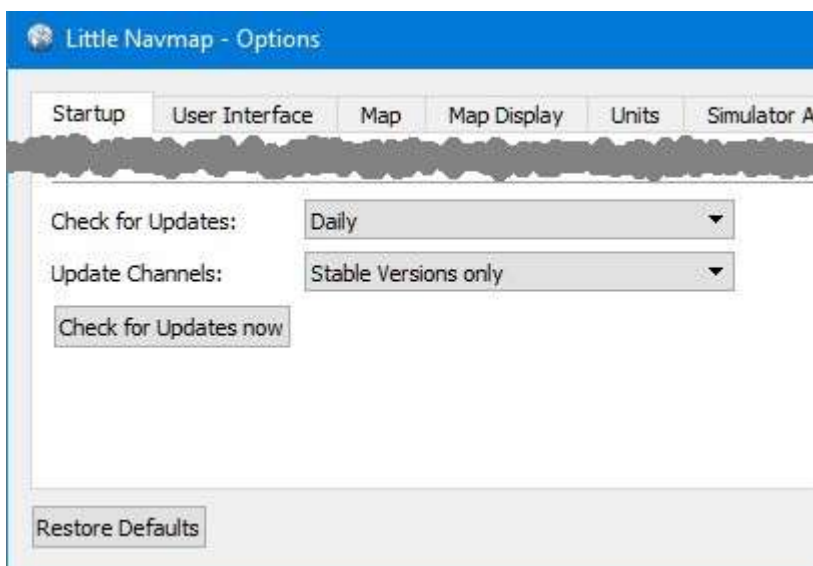 Little Navmap - Options
Startup User Interface Map Map Display Units Simulator A
Check for Updates: Daily
Update Channels: Stable Versions only
Check for Updates now
Restore Defaults